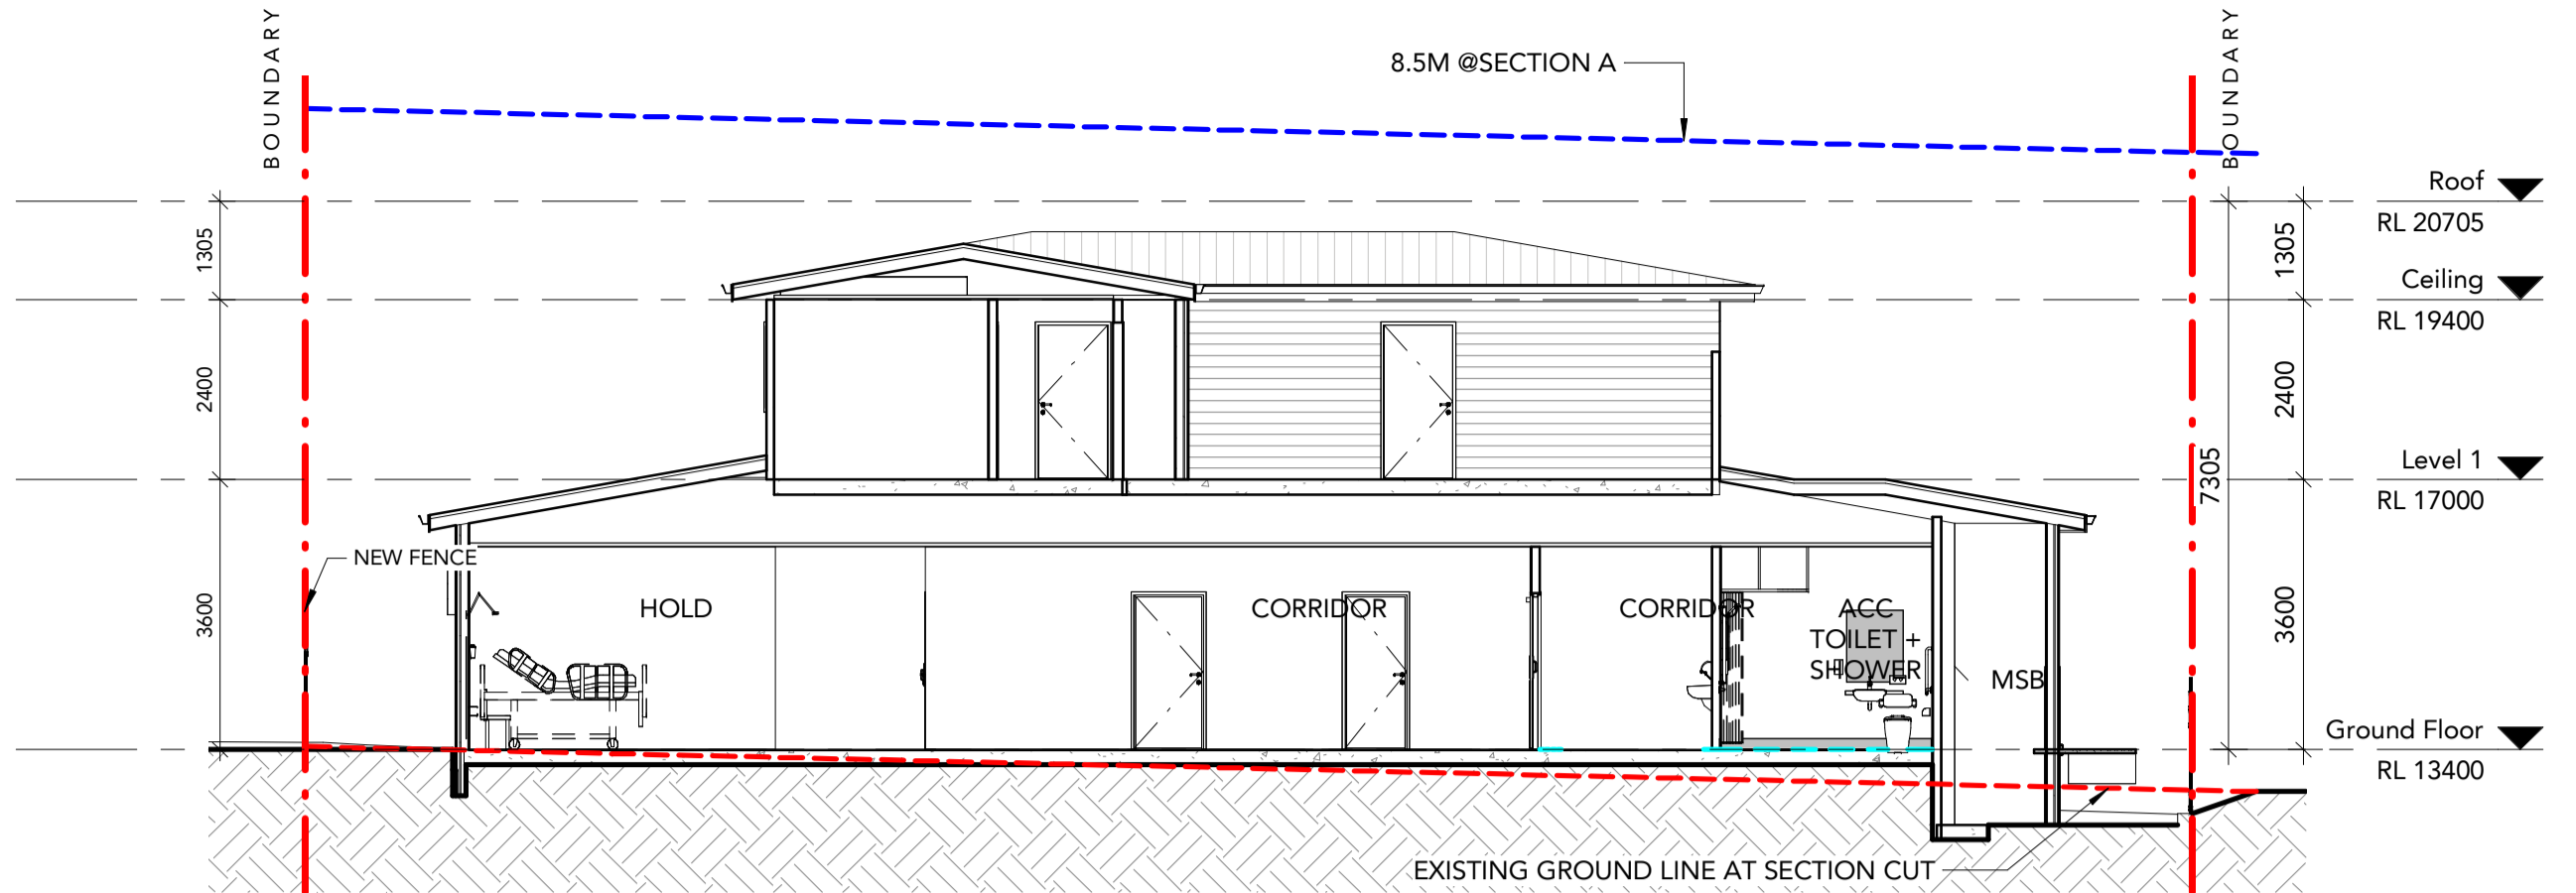 BOUNDARY
8.5M @SECTION A
BOUNDARY
Roof
RL 20705
1305
1305
Ceiling
RL 19400
2400
2400
Level 1
RL 17000
7305
NEW FENCE
3600
HOLD
CORRIDOR
CORRIDOR
ACC
TOILET +
SHOWER
MSB
3600
Ground Floor
RL 13400
EXISTING GROUND LINE AT SECTION CUT